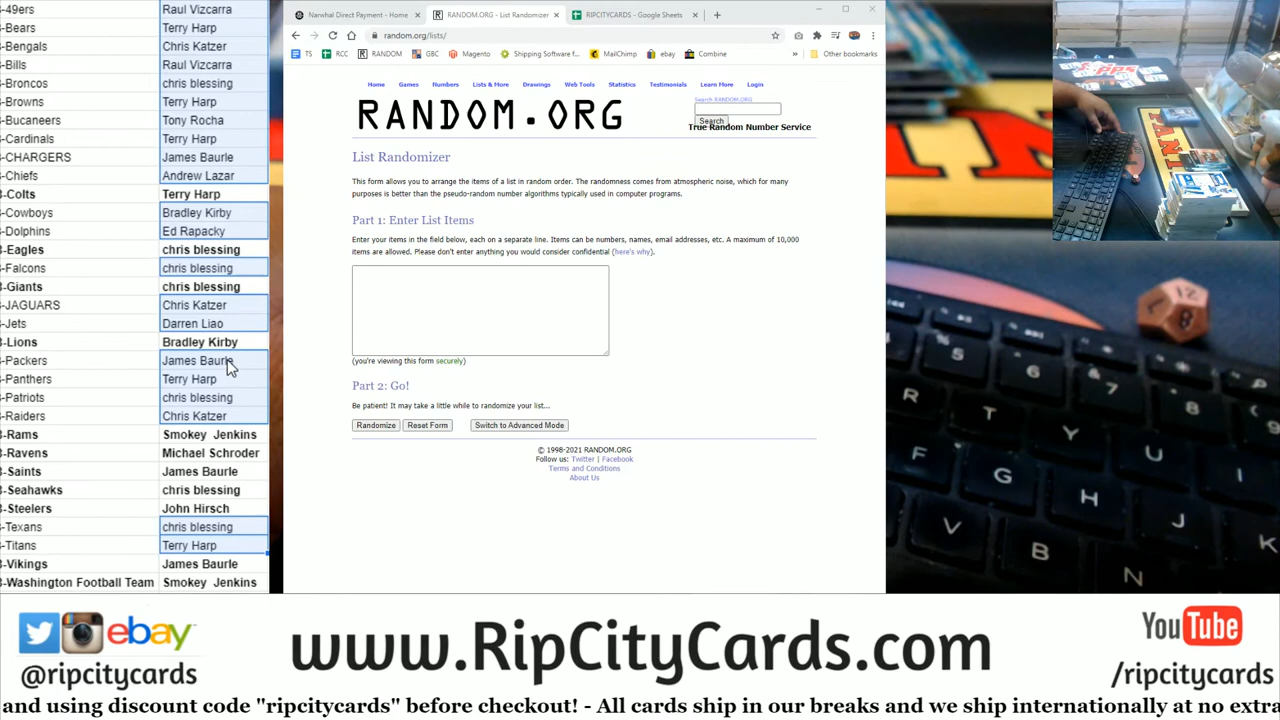 -49ers Raul Vizcarra
-Bears Terry Harp
-Bengals Chris Katzer
-Bills Raul Vizcarra
-Broncos chris blessing
-Browns Terry Harp
-Bucaneers Tony Rocha
-Cardinals Terry Harp
-CHARGERS James Baurle
-Chiefs Andrew Lazar
-Colts Terry Harp
-Cowboys Bradley Kirby
-Dolphins Ed Rapacky
-Eagles chris blessing
-Falcons chris blessing
-Giants chris blessing
-JAGUARS Chris Katzer
-Jets Darren Liao
-Lions Bradley Kirby
-Packers James Baurle
-Panthers Terry Harp
-Patriots chris blessing
-Raiders Chris Katzer
-Rams Smokey Jenkins
-Ravens Michael Schroder
-Saints James Baurle
-Seahawks chris blessing
-Steelers John Hirsch
-Texans chris blessing
-Titans Terry Harp
-Vikings James Baurle
-Washington Football Team Smokey Jenkins
Narwhal Direct Payment - Home
RANDOM.ORG - List Randomizer
RIPCITYCARDS - Google Sheets
random.org/lists/
TS RCC RANDOM GBC Magento Shipping Software f... MailChimp ebay Combine » Other bookmarks
Home Games Numbers Lists & More Drawings Web Tools Statistics Testimonials Learn More Login
RANDOM.ORG
Search RANDOM.ORG
Search
True Random Number Service
List Randomizer
This form allows you to arrange the items of a list in random order. The randomness comes from atmospheric noise, which for many
purposes is better than the pseudo-random number algorithms typically used in computer programs.
Part 1: Enter List Items
Enter your items in the field below, each on a separate line. Items can be numbers, names, email addresses, etc. A maximum of 10,000
items are allowed. Please don't enter anything you would consider confidential (here's why).
(you're viewing this form securely)
Part 2: Go!
Be patient! It may take a little while to randomize your list...
Randomize Reset Form Switch to Advanced Mode
© 1998-2021 RANDOM.ORG
Follow us: Twitter | Facebook
Terms and Conditions
About Us
5 6 7 8
R T Y U
F G H J
V B N
12
8
ebay
@ripcitycards
www.RipCityCards.com
YouTube
/ripcitycards
and using discount code "ripcitycards" before checkout! - All cards ship in our breaks and we ship internationally at no extra